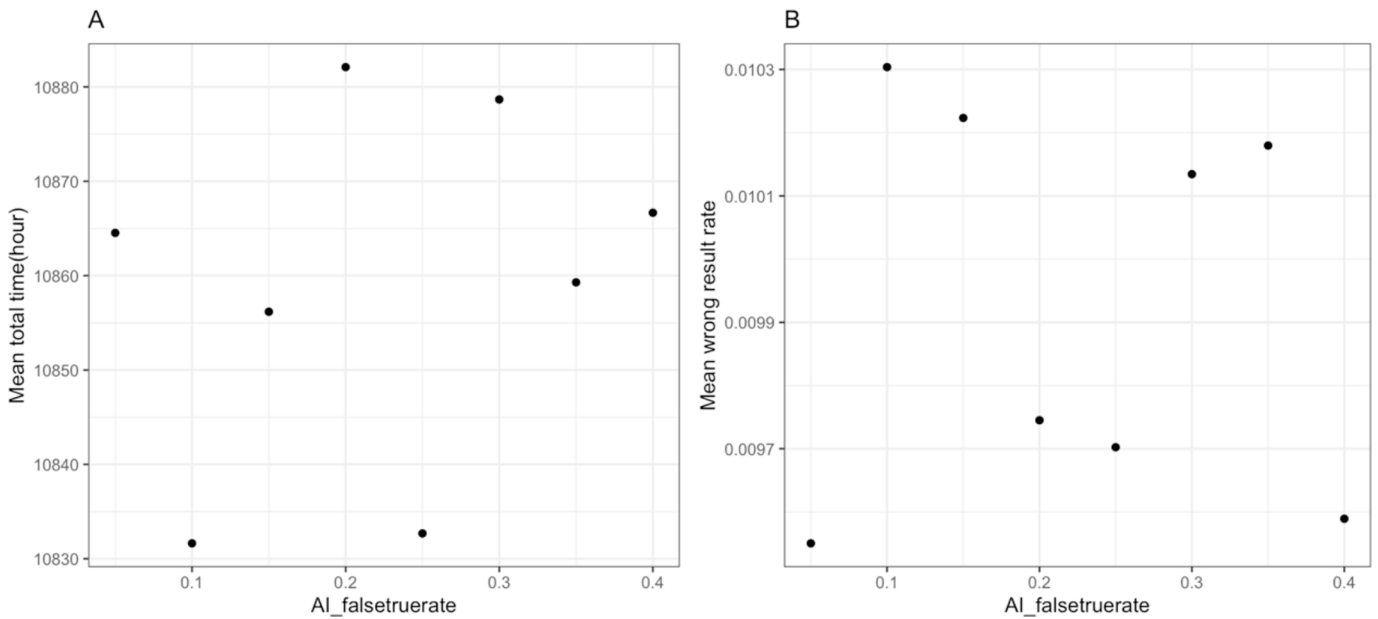 A
Mean total time(hour)
10880
10870
10860
10850
10840
10830
0.1 0.2 0.3 0.4
AI_falsetruerate
B
Mean wrong result rate
0.0103
0.0101
0.0099
0.0097
0.1 0.2 0.3 0.4
AI_falsetruerate